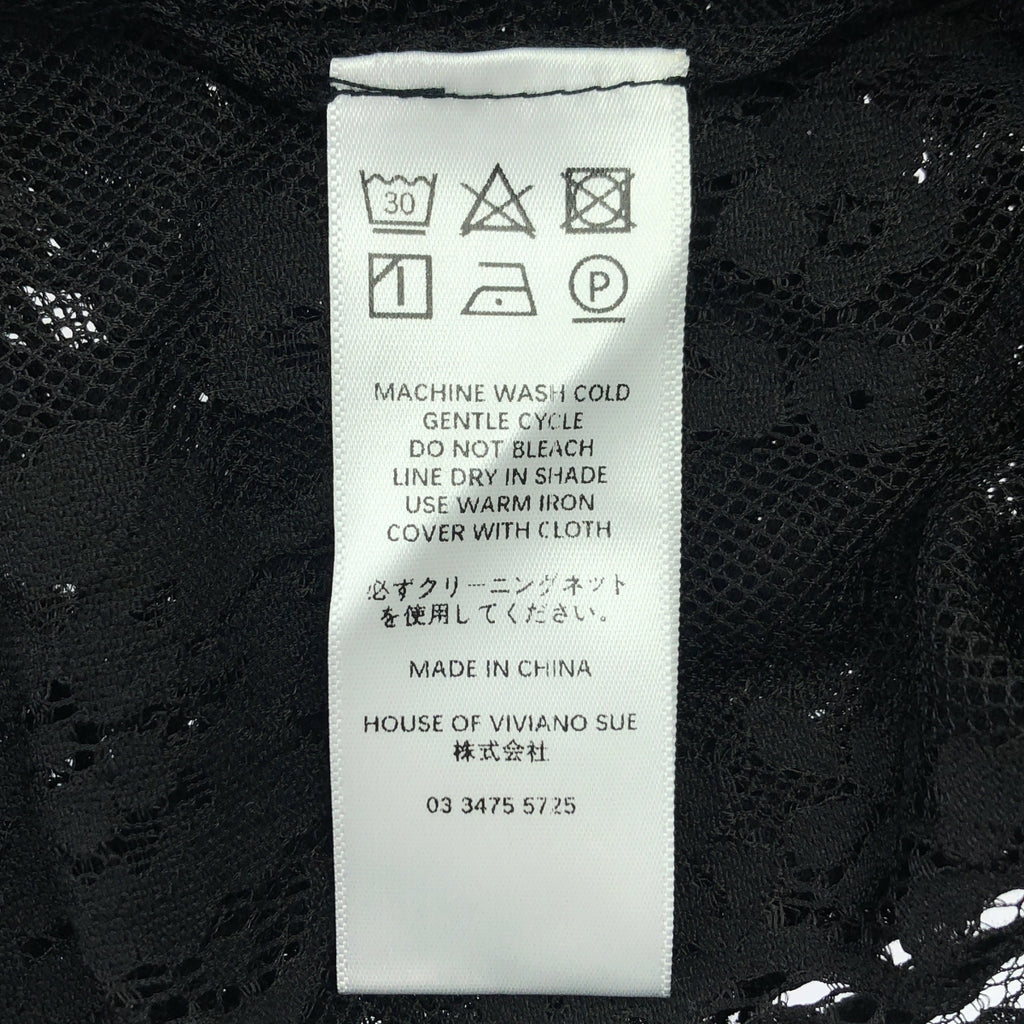 30
P
MACHINE WASH COLD
GENTLE CYCLE
DO NOT BLEACH
LINE DRY IN SHADE
USE WARM IRON
COVER WITH CLOTH
必ずクリーニングネット
を使用してください。
MADE IN CHINA
HOUSE OF VIVIANO SUE
株式会社
03 3475 5725